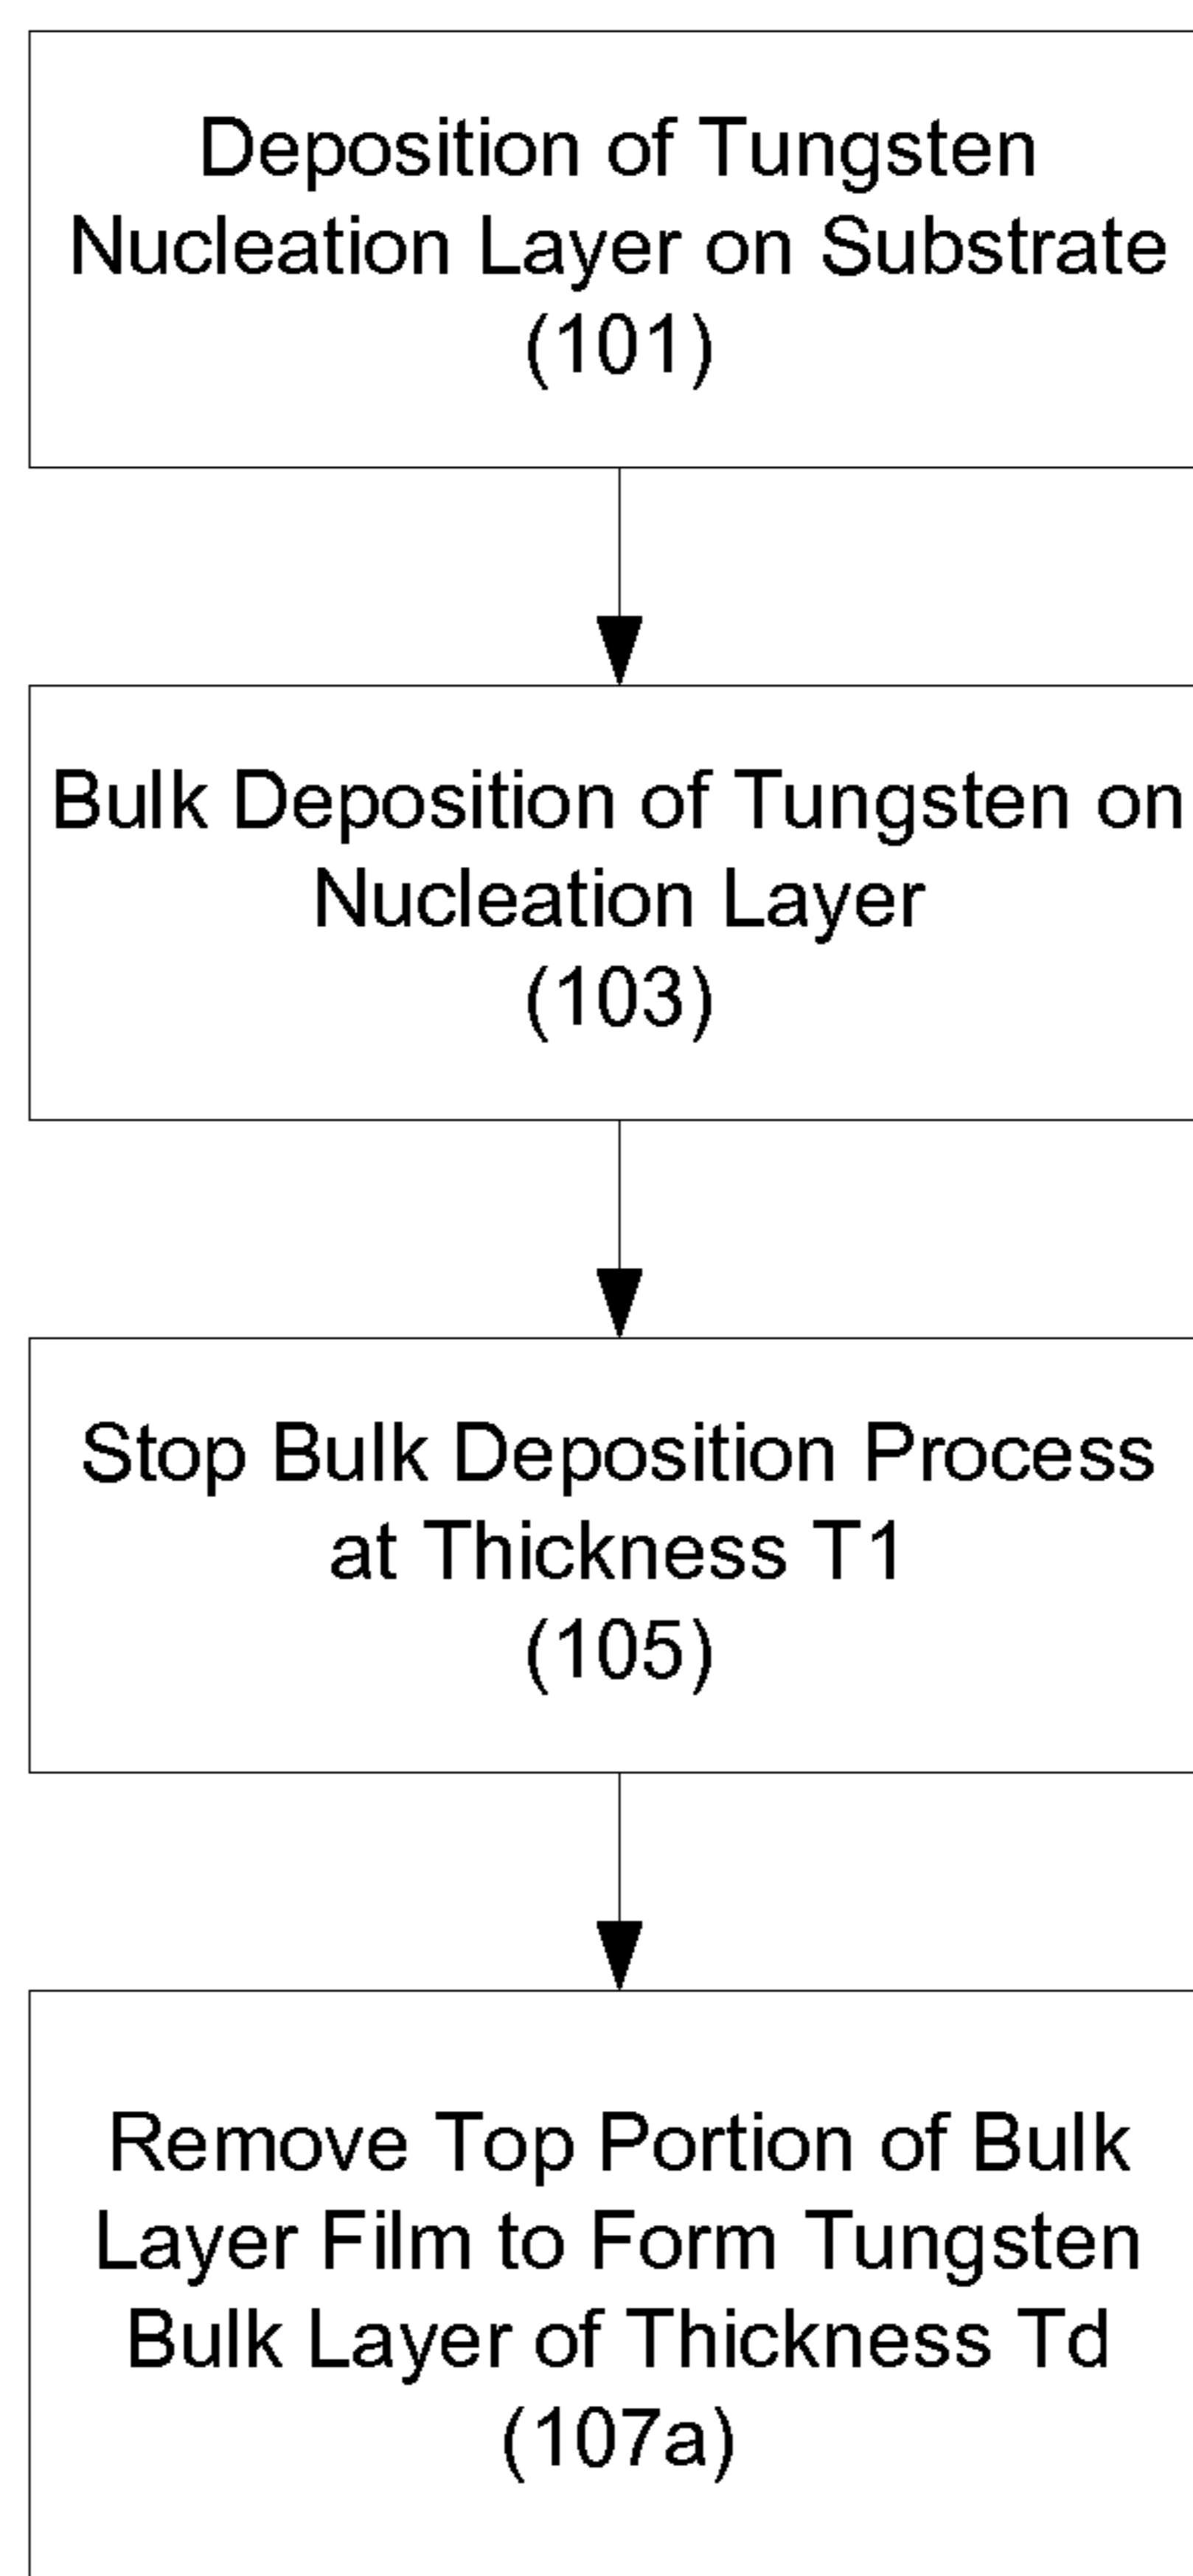 Deposition of Tungsten
Nucleation Layer on Substrate
(101)
Bulk Deposition of Tungsten on
Nucleation Layer
(103)
Stop Bulk Deposition Process
at Thickness T1
(105)
Remove Top Portion of Bulk
Layer Film to Form Tungsten
Bulk Layer of Thickness Td
(107a)